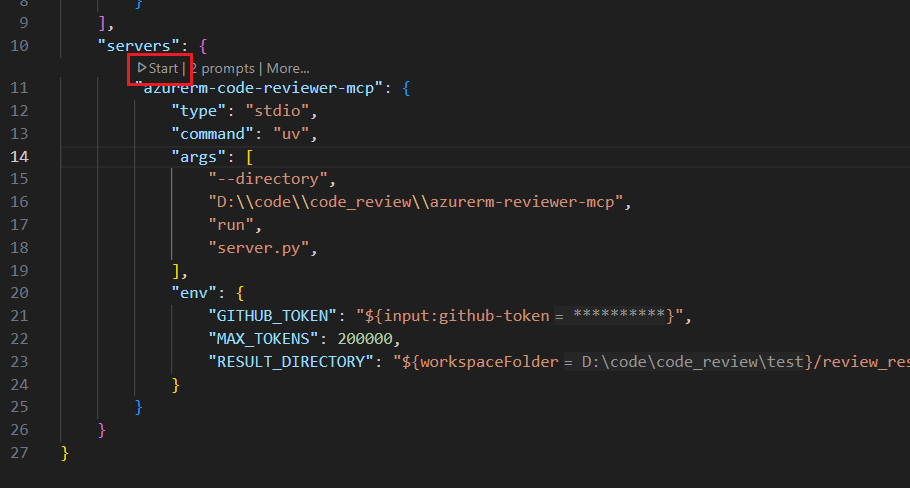 8 }
9 ],
10 "servers": {
Start | 2 prompts | More...
11 "azurerm-code-reviewer-mcp": {
12 "type": "stdio",
13 "command": "uv",
14 "args": [
15 "--directory",
16 "D:\\code\\code_review\\azurerm-reviewer-mcp",
17 "run",
18 "server.py",
19 ],
20 "env": {
21 "GITHUB_TOKEN": "${input:github-token = **********}",
22 "MAX_TOKENS": 200000,
23 "RESULT_DIRECTORY": "${workspaceFolder = D:\code\code_review\test}/review_res
24 }
25 }
26 }
27 }